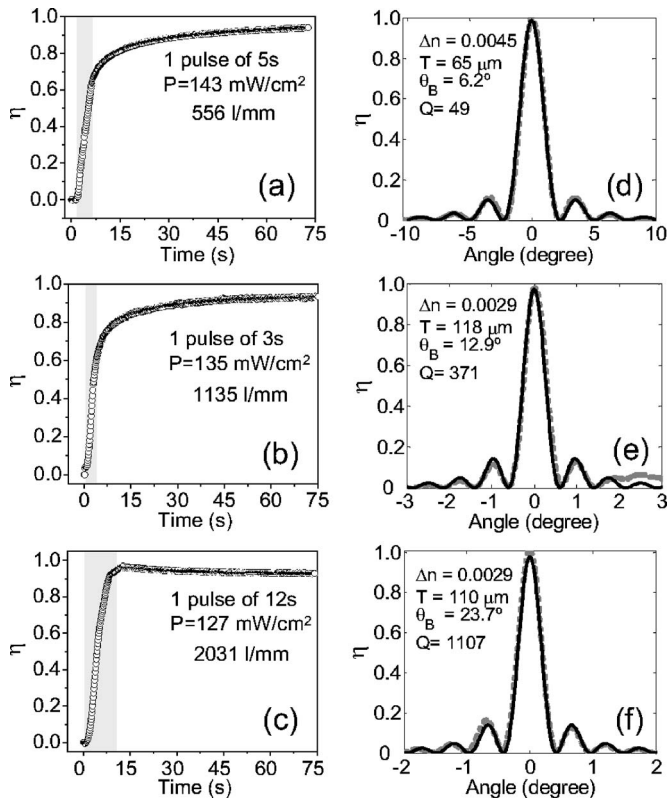 1.0
0.8
0.6
0.4
0.2
0.0
η
1 pulse of 5s
P=143 mW/cm²
556 l/mm
(a)
0 15 30 45 60 75
Time (s)
1
0.8
0.6
0.4
0.2
0
η
Δn = 0.0045
T = 65 μm
θB = 6.2º
Q= 49
(d)
-10 -5 0 5 10
Angle (degree)
1.0
0.8
0.6
0.4
0.2
0.0
η
1 pulse of 3s
P=135 mW/cm²
1135 l/mm
(b)
0 15 30 45 60 75
Time (s)
1
0.8
0.6
0.4
0.2
0
η
Δn = 0.0029
T = 118 μm
θB = 12.9º
Q= 371
(e)
-3 -2 -1 0 1 2 3
Angle (degree)
1.0
0.8
0.6
0.4
0.2
0.0
η
1 pulse of 12s
P=127 mW/cm²
2031 l/mm
(c)
0 15 30 45 60 75
Time (s)
1
0.8
0.6
0.4
0.2
0
η
Δn = 0.0029
T = 110 μm
θB = 23.7º
Q= 1107
(f)
-2 -1 0 1 2
Angle (degree)